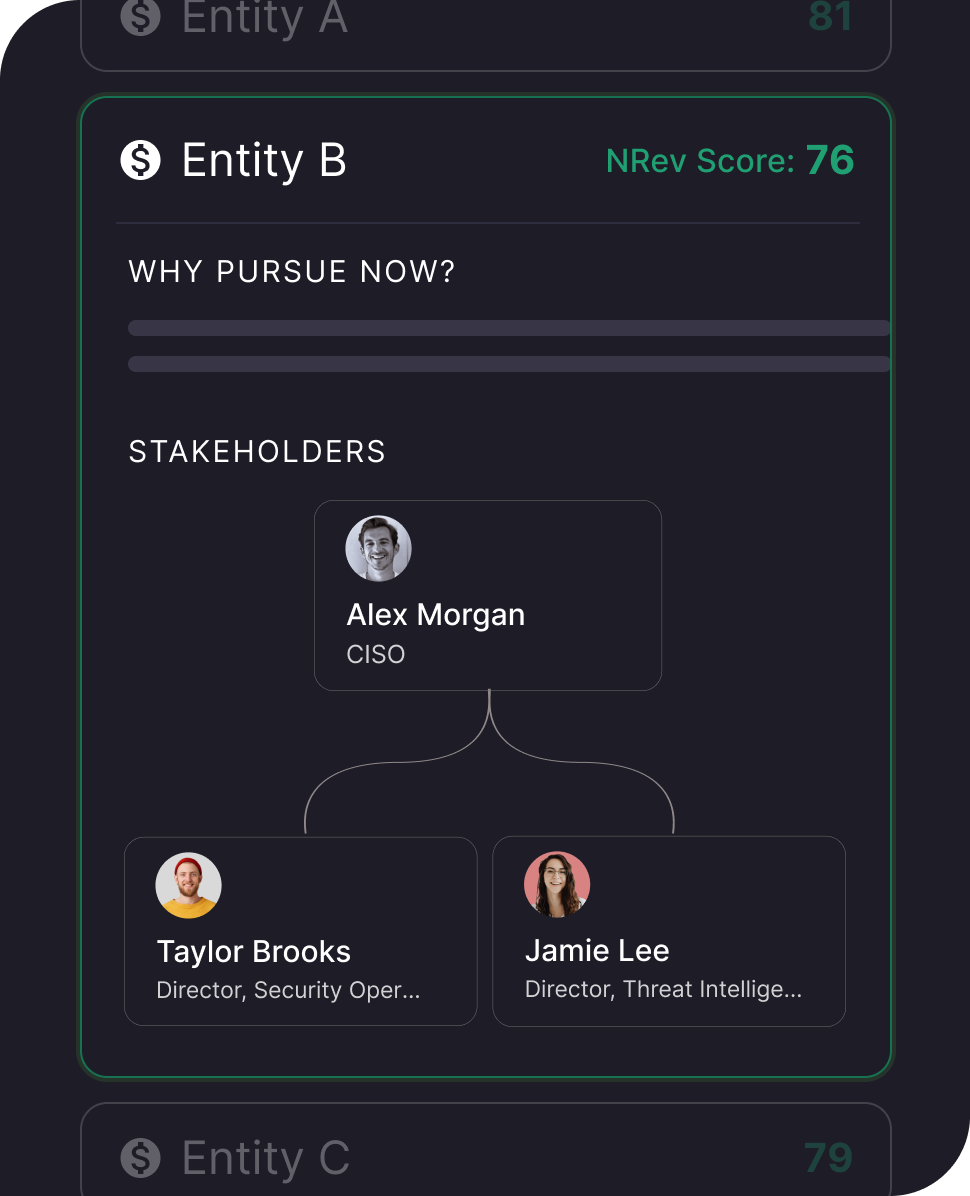 Entity A 81
Entity B NRev Score: 76
WHY PURSUE NOW?
STAKEHOLDERS
Alex Morgan
CISO
Taylor Brooks
Director, Security Oper...
Jamie Lee
Director, Threat Intellige...
Entity C 79